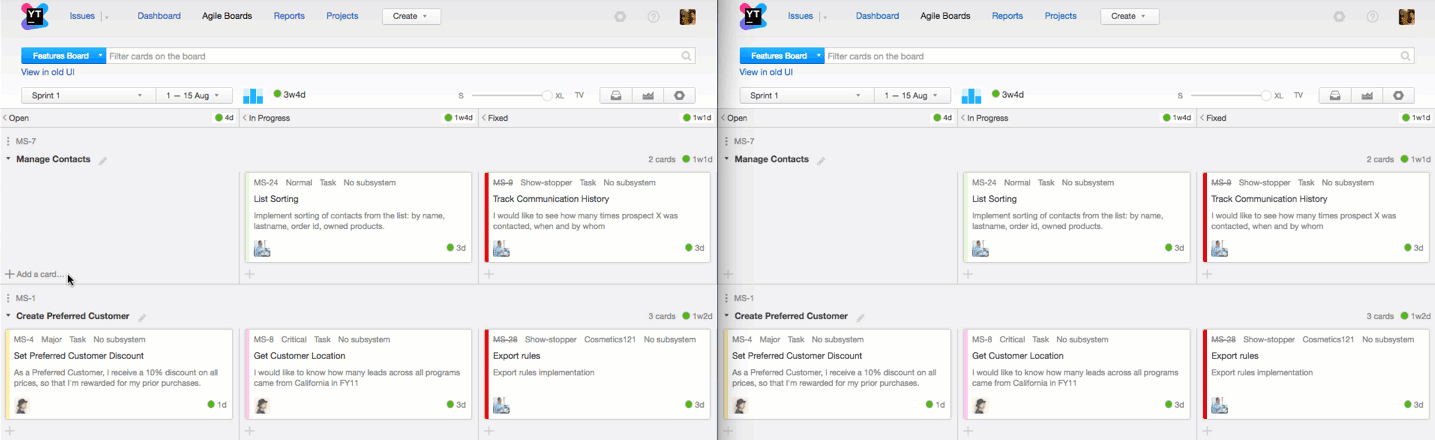 YT Issues Dashboard Agile Boards Reports Projects Create
Features Board Filter cards on the board
View in old UI
Sprint 1 1 — 15 Aug 3w4d S XL TV
Open 4d In Progress 1w4d Fixed 1w1d
MS-7
Manage Contacts 2 cards 1w1d
MS-24 Normal Task No subsystem
List Sorting
Implement sorting of contacts from the list: by name,
lastname, order id, owned products.
3d
MS-9 Show-stopper Task No subsystem
Track Communication History
I would like to see how many times prospect X was
contacted, when and by whom
3d
Add a card...
MS-1
Create Preferred Customer 3 cards 1w2d
MS-4 Major Task No subsystem
Set Preferred Customer Discount
As a Preferred Customer, I receive a 10% discount on all
prices, so that I'm rewarded for my prior purchases.
1d
MS-8 Critical Task No subsystem
Get Customer Location
I would like to know how many leads across all programs
came from California in FY11
3d
MS-28 Show-stopper Cosmetics121 No subsystem
Export rules
Export rules implementation
3d
YT Issues Dashboard Agile Boards Reports Projects Create
Features Board Filter cards on the board
View in old UI
Sprint 1 1 — 15 Aug 3w4d S XL TV
Open 4d In Progress 1w4d Fixed 1w1d
MS-7
Manage Contacts 2 cards 1w1d
MS-24 Normal Task No subsystem
List Sorting
Implement sorting of contacts from the list: by name,
lastname, order id, owned products.
3d
MS-9 Show-stopper Task No subsystem
Track Communication History
I would like to see how many times prospect X was
contacted, when and by whom
3d
MS-1
Create Preferred Customer 3 cards 1w2d
MS-4 Major Task No subsystem
Set Preferred Customer Discount
As a Preferred Customer, I receive a 10% discount on all
prices, so that I'm rewarded for my prior purchases.
1d
MS-8 Critical Task No subsystem
Get Customer Location
I would like to know how many leads across all programs
came from California in FY11
3d
MS-28 Show-stopper Cosmetics121 No subsystem
Export rules
Export rules implementation
3d